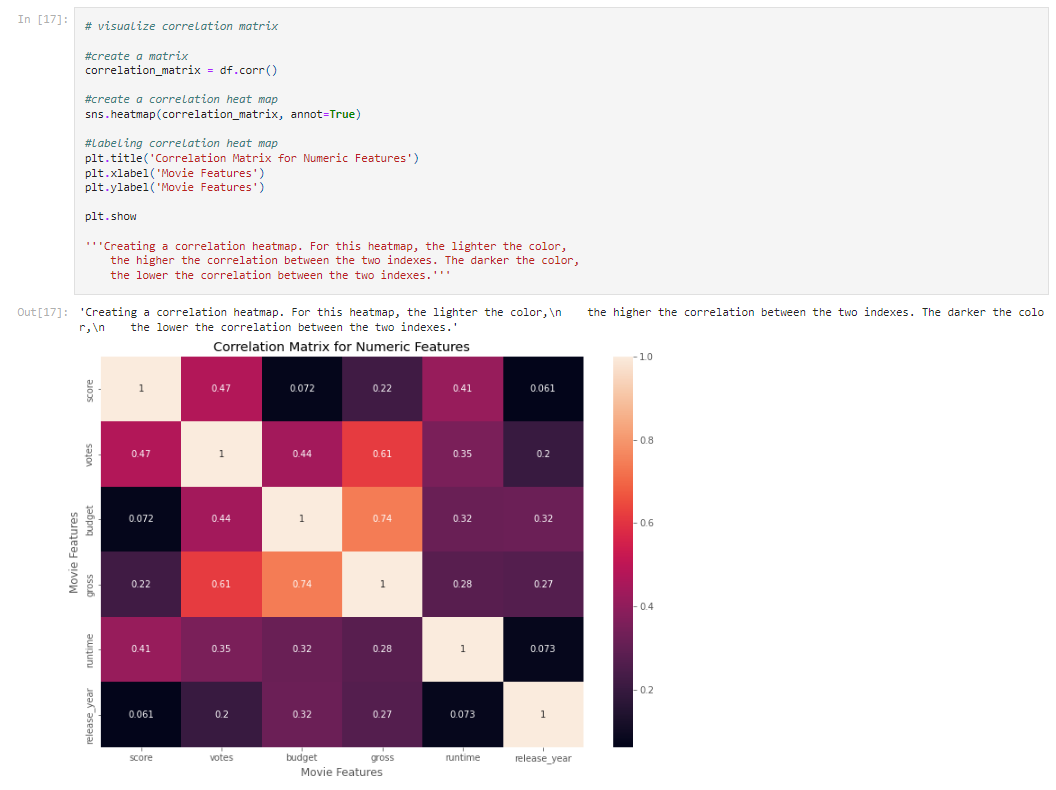 In [17]:
# visualize correlation matrix
#create a matrix
correlation_matrix = df.corr()
#create a correlation heat map
sns.heatmap(correlation_matrix, annot=True)
#labeling correlation heat map
plt.title('Correlation Matrix for Numeric Features')
plt.xlabel('Movie Features')
plt.ylabel('Movie Features')
plt.show
'''Creating a correlation heatmap. For this heatmap, the lighter the color,
the higher the correlation between the two indexes. The darker the color,
the lower the correlation between the two indexes.'''
Out[17]:
'Creating a correlation heatmap. For this heatmap, the lighter the color,\n    the higher the correlation between the two indexes. The darker the colo
r,\n    the lower the correlation between the two indexes.'
Correlation Matrix for Numeric Features
score 1 0.47 0.072 0.22 0.41 0.061
votes 0.47 1 0.44 0.61 0.35 0.2
budget 0.072 0.44 1 0.74 0.32 0.32
gross 0.22 0.61 0.74 1 0.28 0.27
runtime 0.41 0.35 0.32 0.28 1 0.073
release_year 0.061 0.2 0.32 0.27 0.073 1
Movie Features
score votes budget gross runtime release_year
Movie Features
1.0
0.8
0.6
0.4
0.2